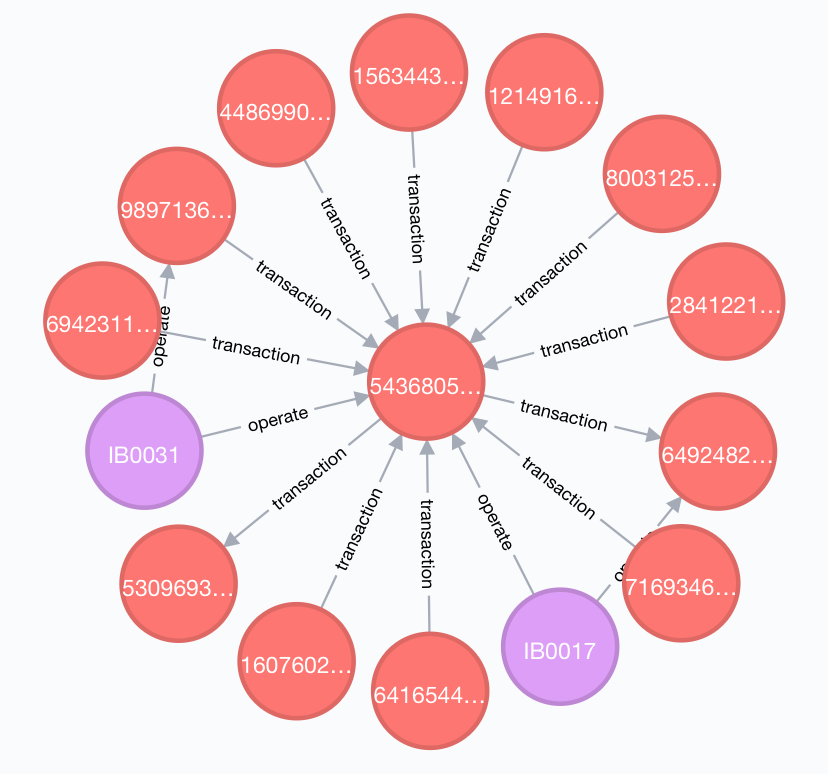 1563443…
1214916…
4486990…
8003125…
9897136…
2841221…
6942311…
5436805…
6492482…
IB0031
5309693…
7169346…
1607602…
6416544…
IB0017
transaction
transaction
transaction
transaction
transaction
transaction
transaction
transaction
transaction
transaction
transaction
transaction
operate
operate
operate